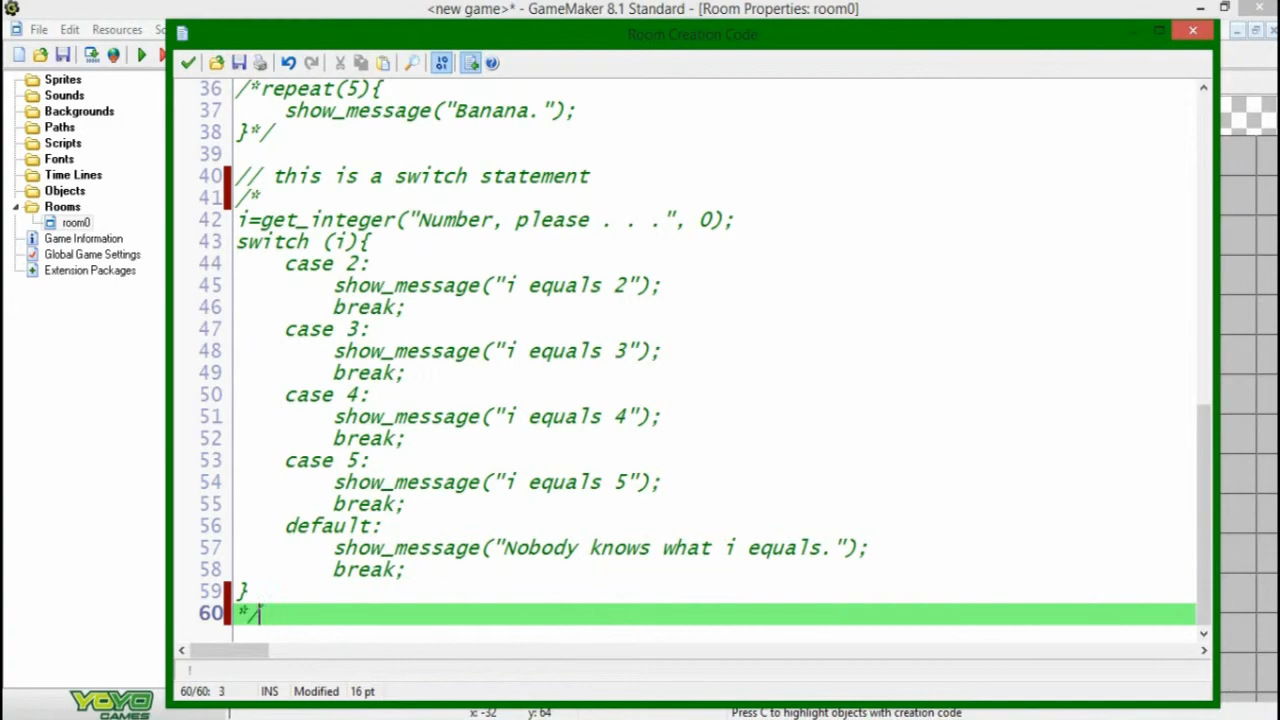 <new game>* - GameMaker 8.1 Standard - [Room Properties: room0]
File Edit Resources
Room Creation Code
Sprites
Sounds
Backgrounds
Paths
Scripts
Fonts
Time Lines
Objects
Rooms
room0
Game Information
Global Game Settings
Extension Packages
36 /*repeat(5){
37 show_message("Banana.");
38 }*/
39
40 // this is a switch statement
41 /*
42 i=get_integer("Number, please . . .", 0);
43 switch (i){
44 case 2:
45 show_message("i equals 2");
46 break;
47 case 3:
48 show_message("i equals 3");
49 break;
50 case 4:
51 show_message("i equals 4");
52 break;
53 case 5:
54 show_message("i equals 5");
55 break;
56 default:
57 show_message("Nobody knows what i equals.");
58 break;
59 }
60 */
60/60: 3 INS Modified 16 pt
YOYO
GAMES
x: -32 y: 64 Press C to highlight objects with creation code